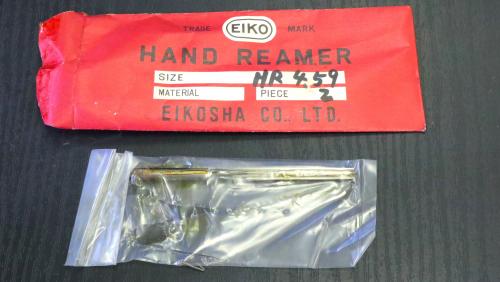 TRADE EIKO MARK
HAND REAMER
SIZE HR 4.59
MATERIAL PIECE 2
EIKOSHA CO., LTD.